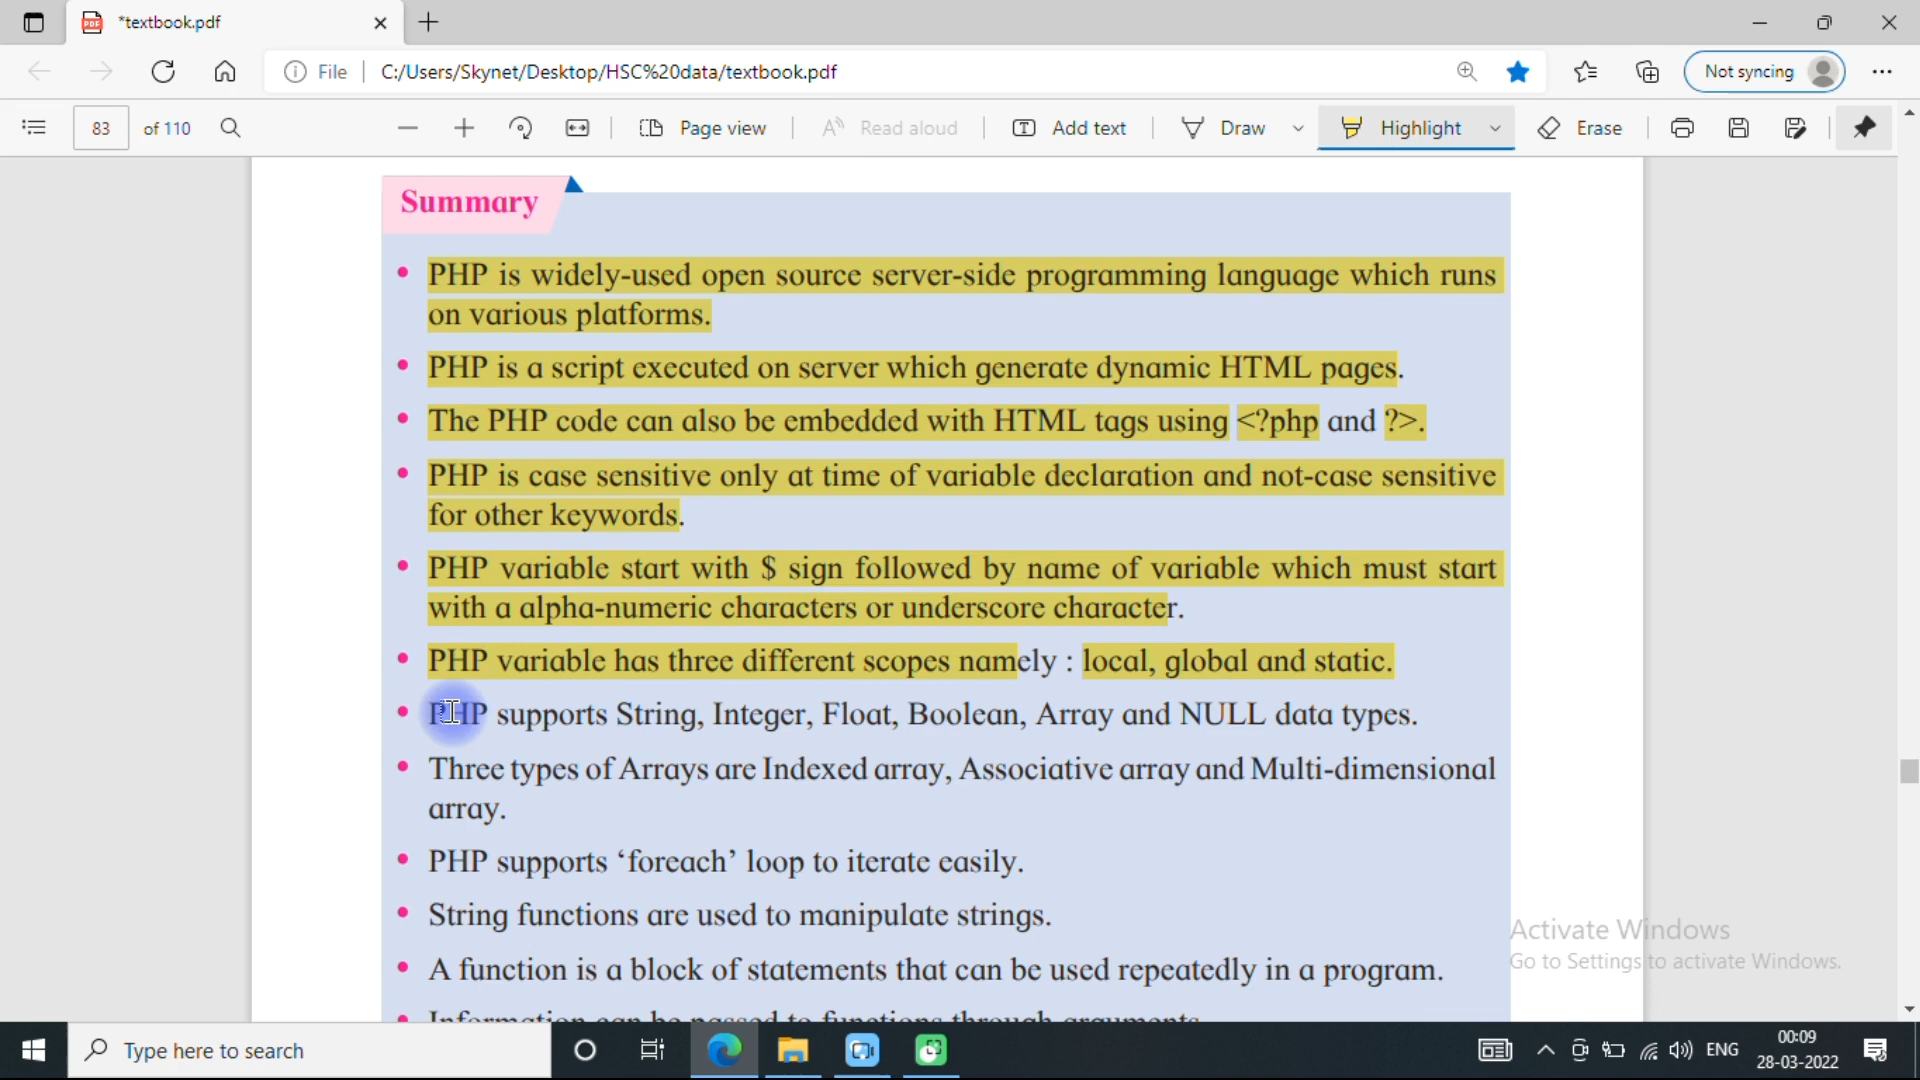 *textbook.pdf
File C:/Users/Skynet/Desktop/HSC%20data/textbook.pdf Not syncing
83 of 110 Page view Read aloud Add text Draw Highlight Erase
Summary
• PHP is widely-used open source server-side programming language which runs
on various platforms.
• PHP is a script executed on server which generate dynamic HTML pages.
• The PHP code can also be embedded with HTML tags using <?php and ?>.
• PHP is case sensitive only at time of variable declaration and not-case sensitive
for other keywords.
• PHP variable start with $ sign followed by name of variable which must start
with a alpha-numeric characters or underscore character.
• PHP variable has three different scopes namely : local, global and static.
• PHP supports String, Integer, Float, Boolean, Array and NULL data types.
• Three types of Arrays are Indexed array, Associative array and Multi-dimensional
array.
• PHP supports ‘foreach’ loop to iterate easily.
• String functions are used to manipulate strings.
• A function is a block of statements that can be used repeatedly in a program.
• Information can be passed to functions through arguments.
Activate Windows
Go to Settings to activate Windows.
Type here to search ENG 00:09
28-03-2022